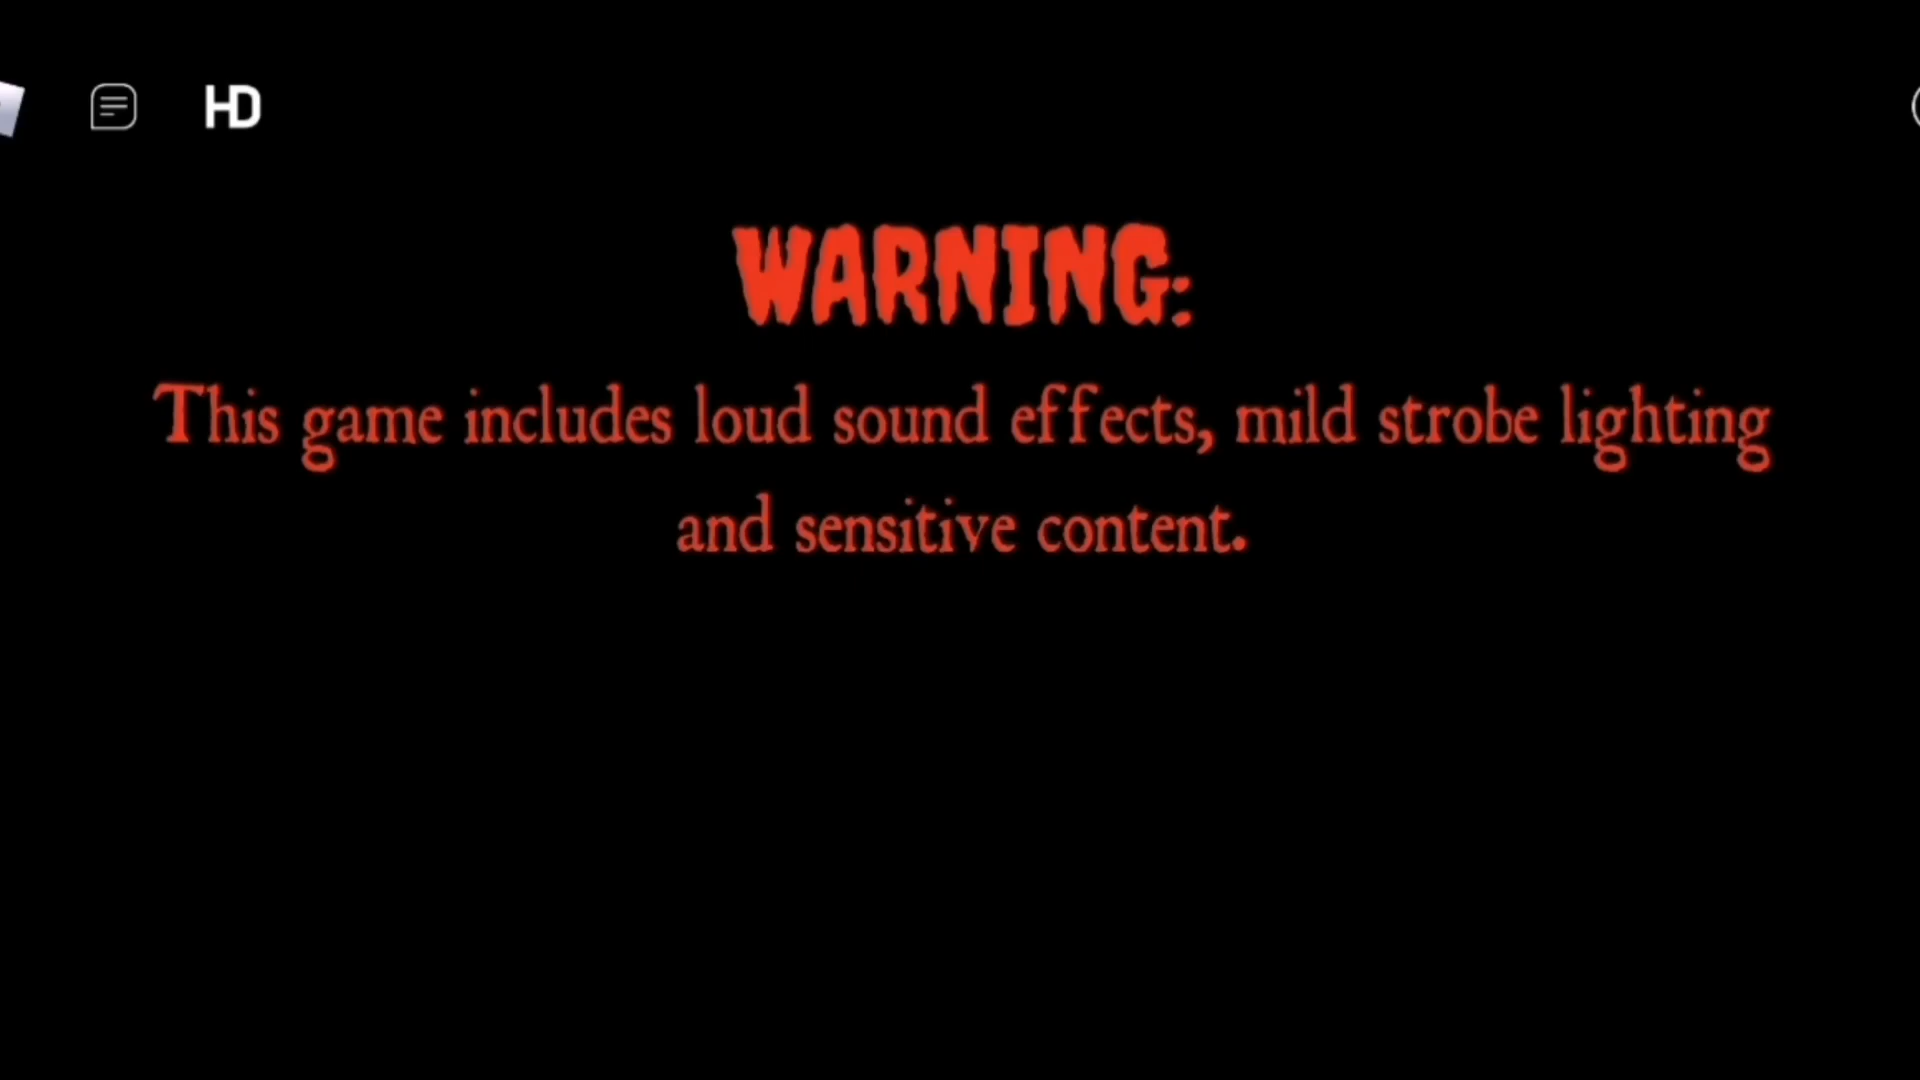 HD
WARNING:
This game includes loud sound effects, mild strobe lighting
and sensitive content.